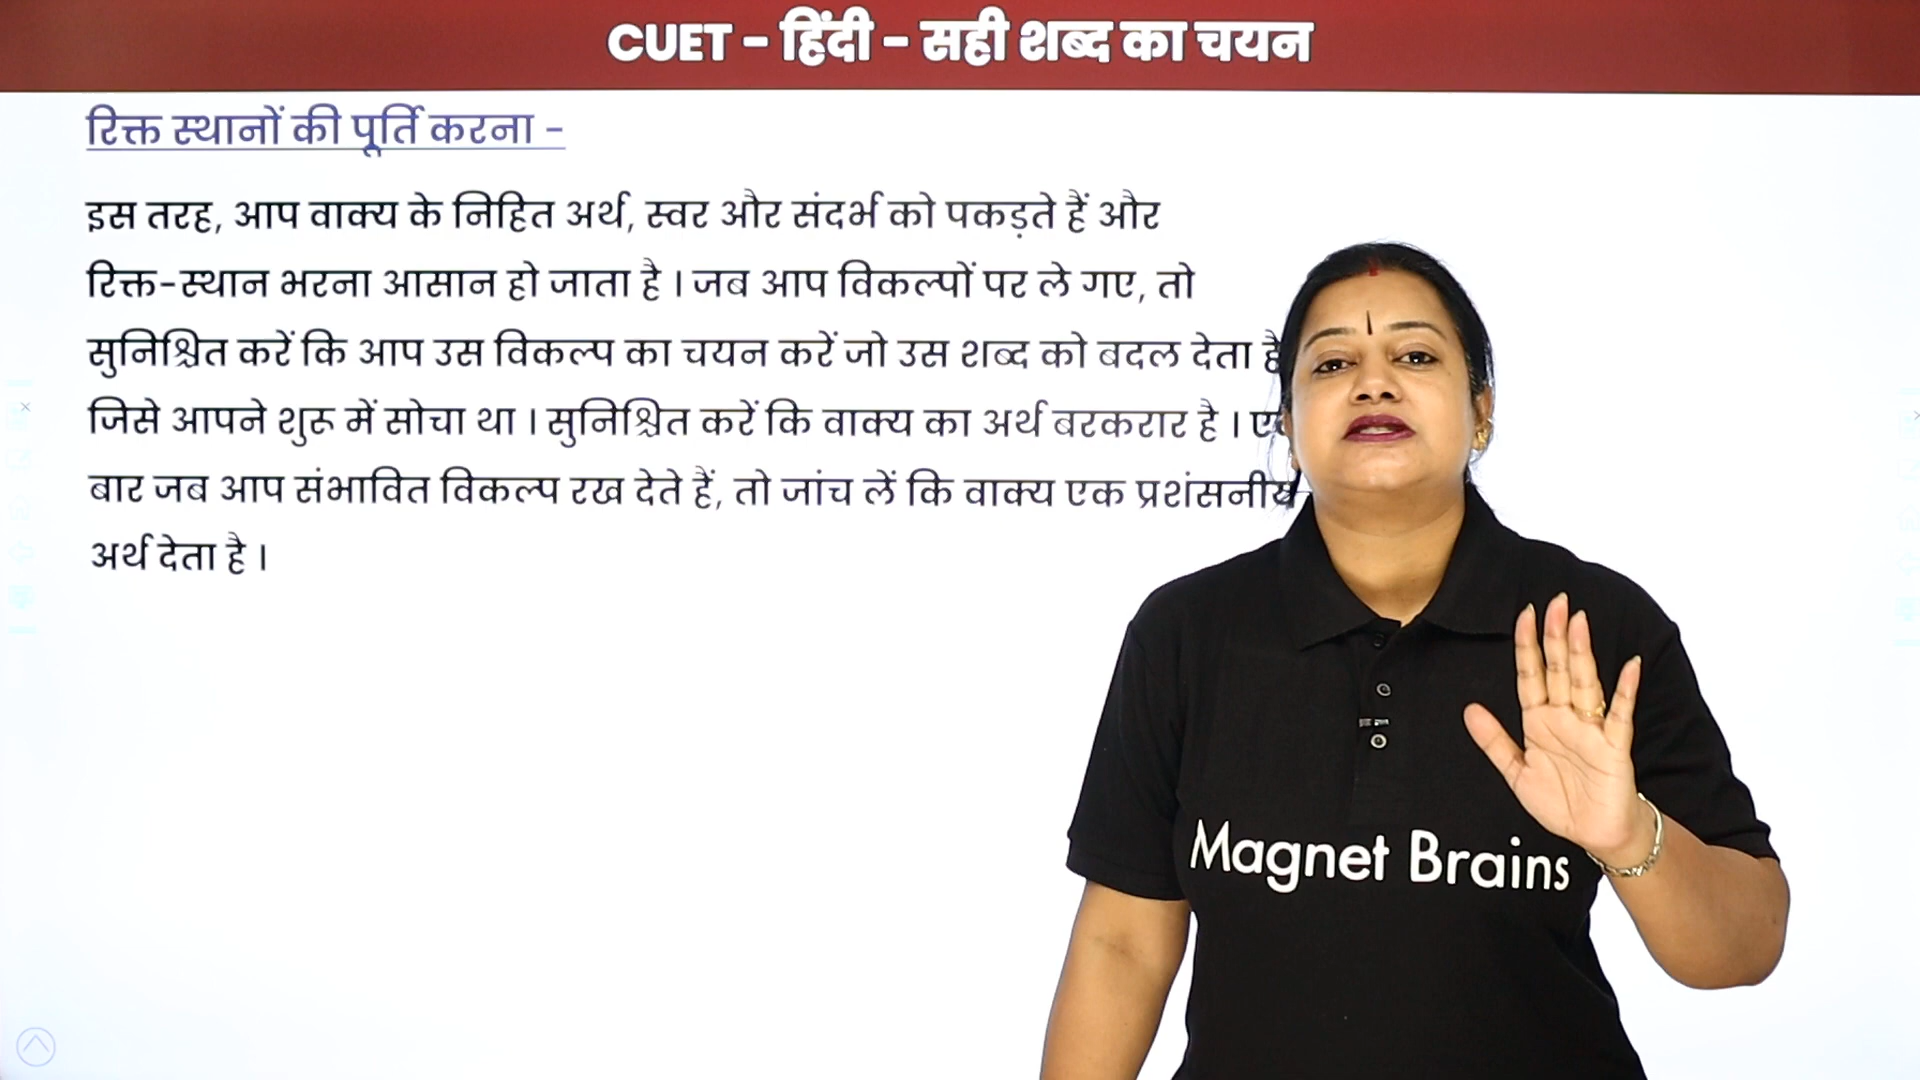 CUET - हिंदी - सही शब्द का चयन
रिक्त स्थानों की पूर्ति करना -
इस तरह, आप वाक्य के निहित अर्थ, स्वर और संदर्भ को पकड़ते हैं और
रिक्त-स्थान भरना आसान हो जाता है । जब आप विकल्पों पर ले गए, तो
सुनिश्चित करें कि आप उस विकल्प का चयन करें जो उस शब्द को बदल देता है
जिसे आपने शुरू में सोचा था । सुनिश्चित करें कि वाक्य का अर्थ बरकरार है ।
बार जब आप संभावित विकल्प रख देते हैं, तो जांच लें कि वाक्य एक प्रशंसनीय
अर्थ देता है ।
Magnet Brains